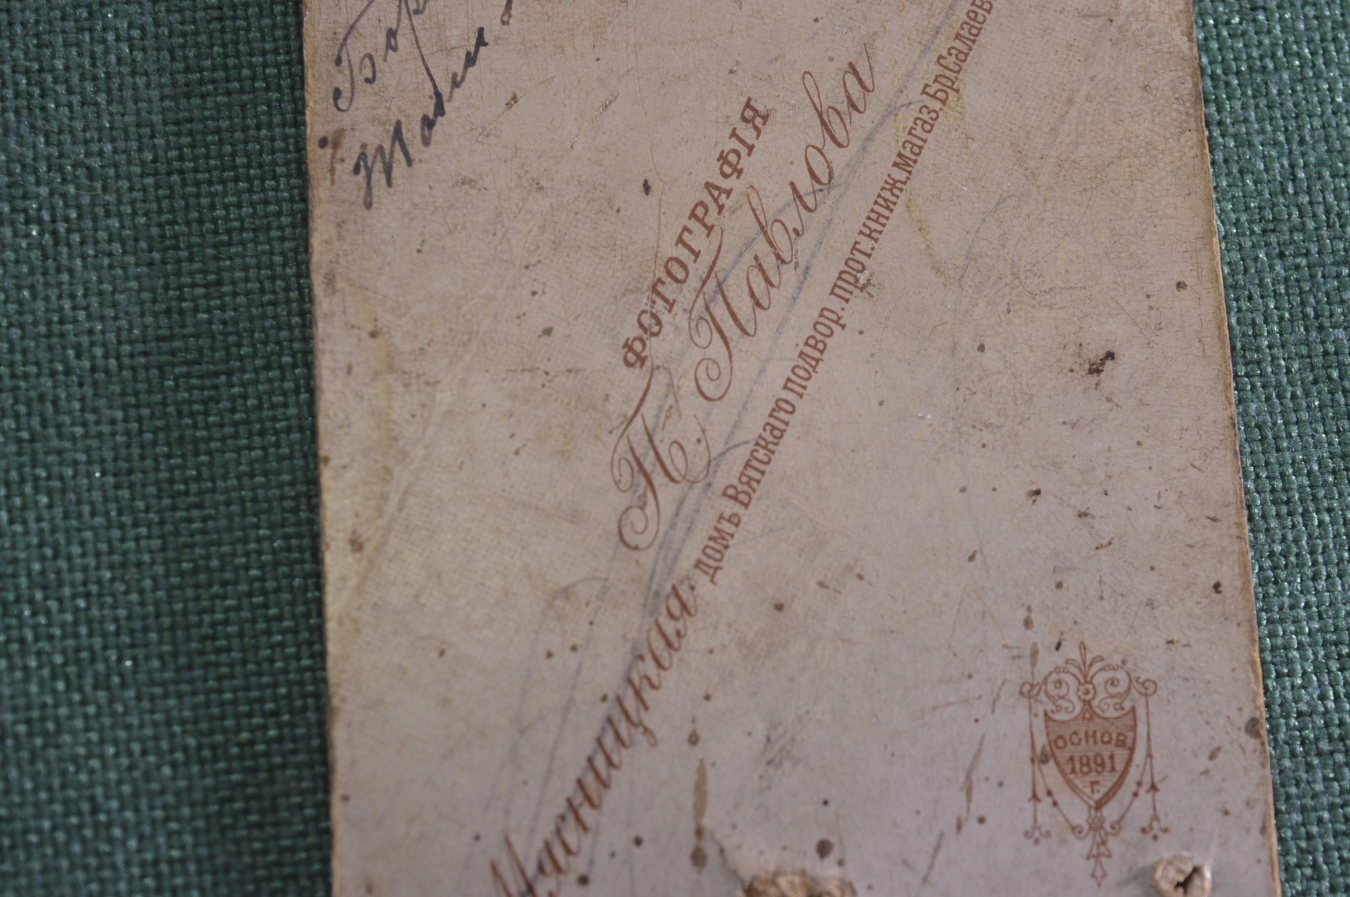 ФОТОГРАФІЯ
П. Павлова
Мясницкая.
домъ Вятскаго подвор. прот. книж. магаз. Бр. Салаев
ОСНОВ.
1891
Г.